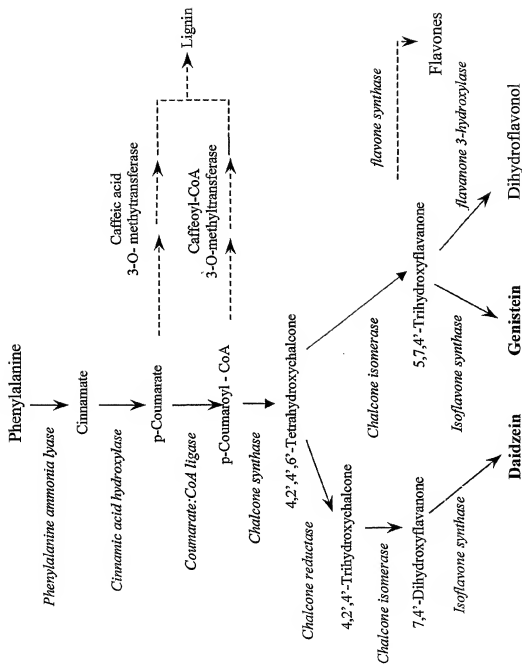 Phenylalanine
Phenylalanine ammonia lyase
Cinnamate
Cinnamic acid hydroxylase
p-Coumarate
Caffeic acid
3-O- methytransferase
Lignin
Coumarate:CoA ligase
p-Coumaroyl - CoA
Caffeoyl-CoA
3-O-methyltransferase
Chalcone synthase
4,2’,4’,6’-Tetrahydroxychalcone
Chalcone reductase
4,2’,4’-Trihydroxychalcone
Chalcone isomerase
Chalcone isomerase
7,4’-Dihydroxyflavanone
5,7,4’-Trihydroxyflavanone
flavone synthase
Flavones
Isoflavone synthase
Isoflavone synthase
flavanone 3-hydroxylase
Daidzein
Genistein
Dihydroflavonol